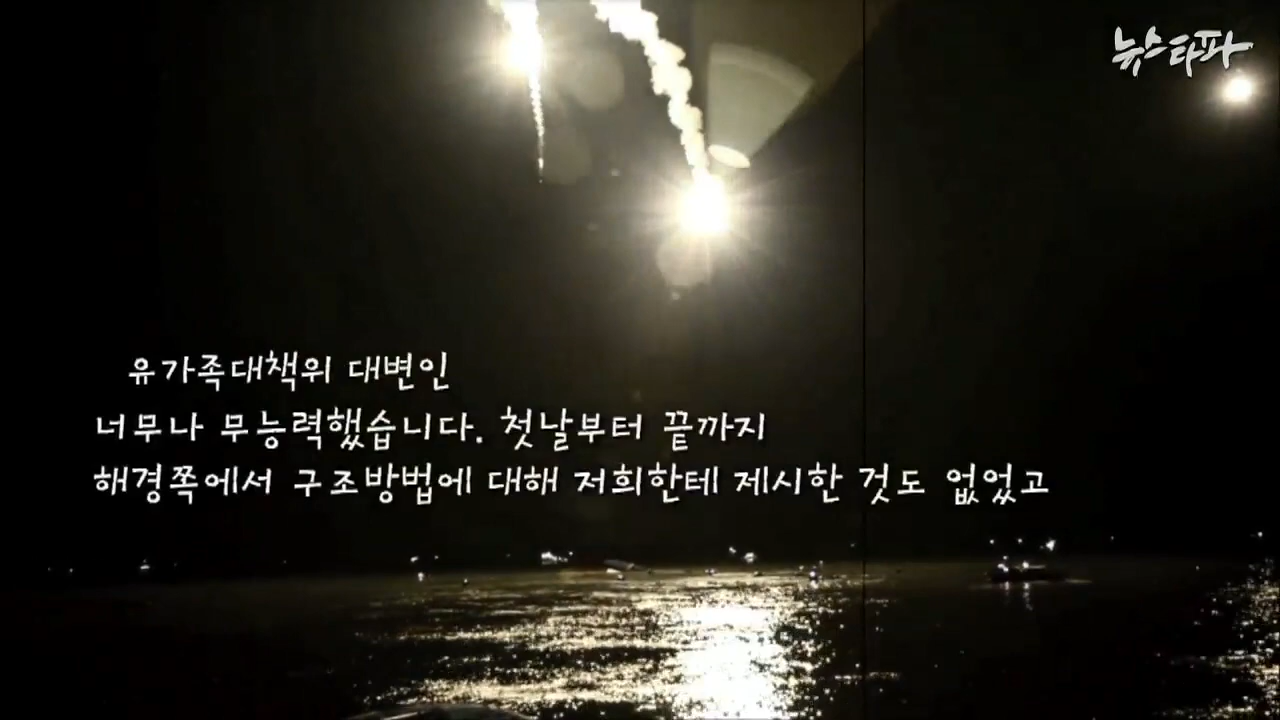 뉴스타파
유가족대책위 대변인
너무나 무능력했습니다. 첫날부터 끝까지
해경쪽에서 구조방법에 대해 저희한테 제시한 것도 없었고